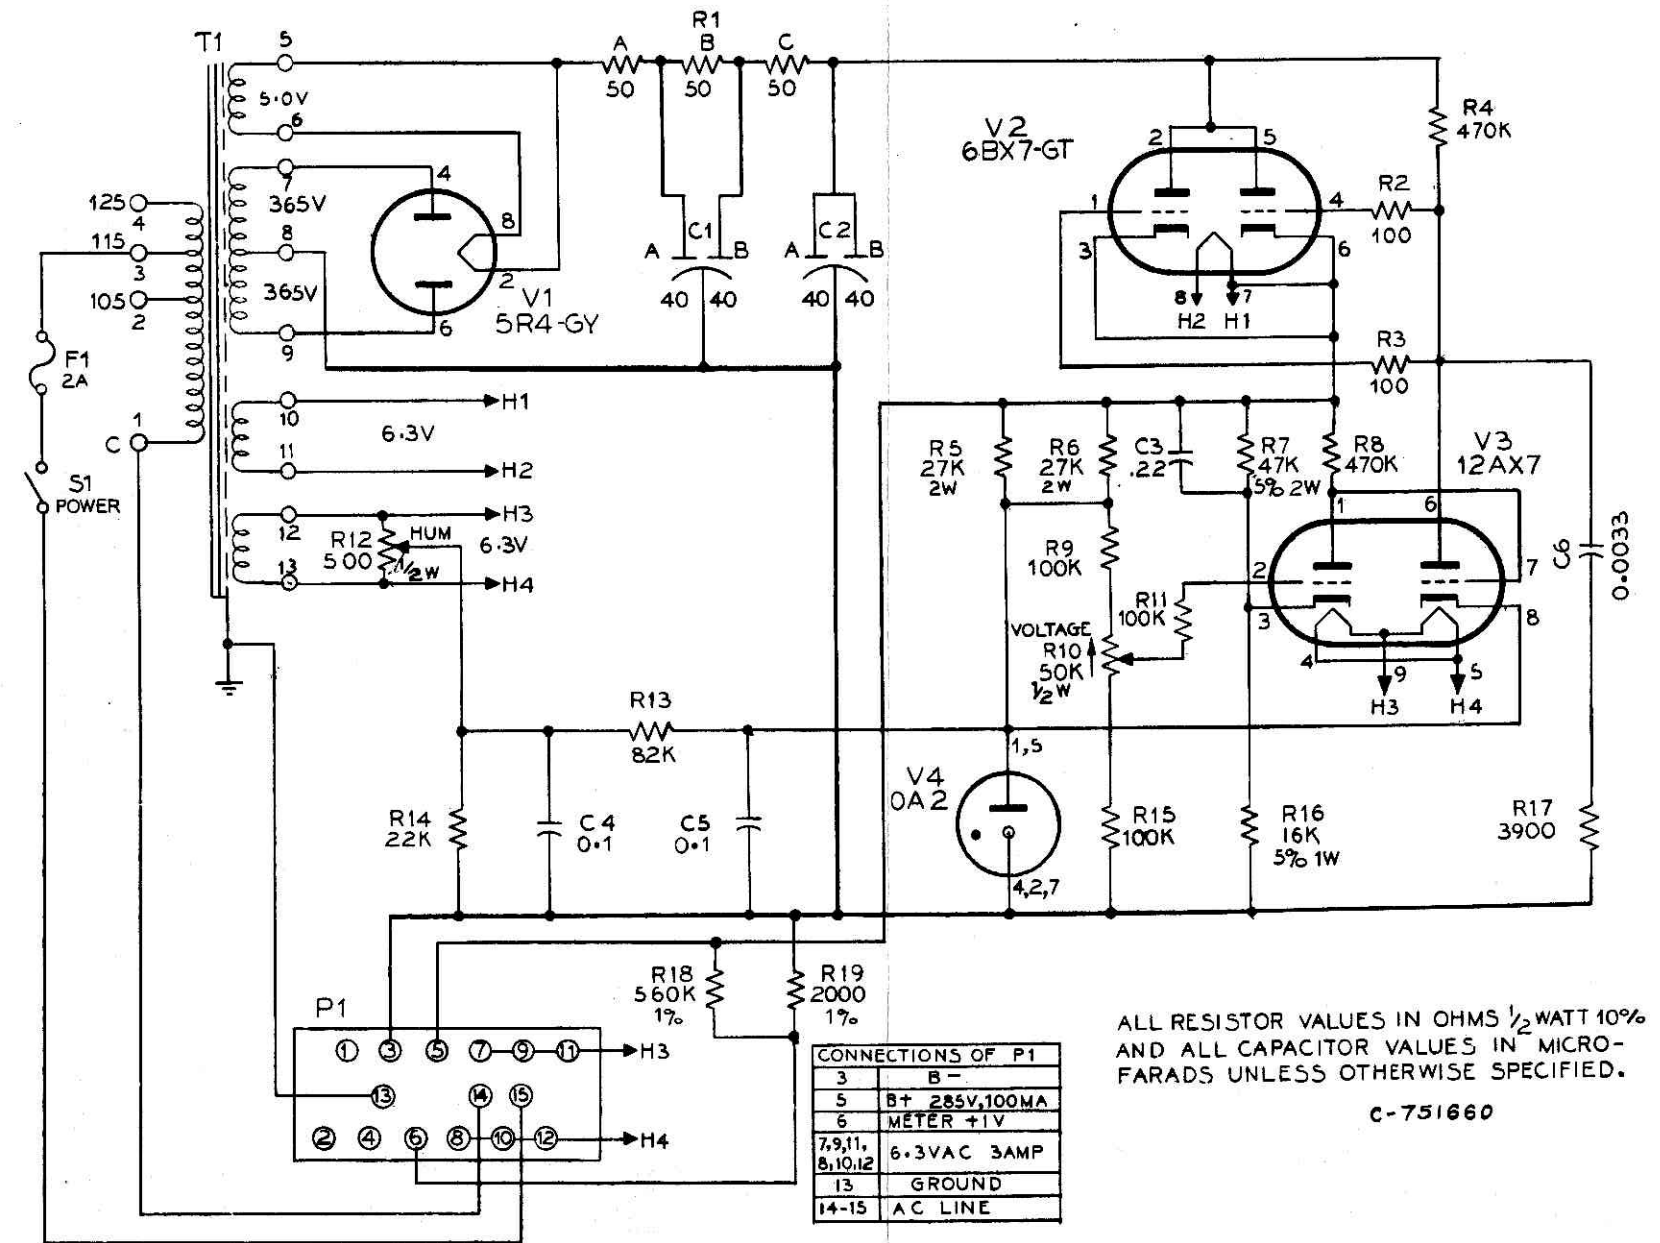 T1
5
5.0V
6
7
365V
8
365V
9
10
6.3V
11
12
13
H1
H2
H3
6.3V
H4
125
4
115
3
105
2
1
C
F1
2A
S1
POWER
R12
500
1/2W
HUM
4
8
2
6
V1
5R4-GY
R1
A B C
50 50 50
A C1 B
40 40
A C2 B
40 40
V2
6BX7-GT
2 5
1 4
3 6
8 7
H2 H1
R4
470K
R2
100
R3
100
R5
27K
2W
R6
27K
2W
C3
.22
R7
47K
5% 2W
R8
470K
V3
12AX7
1 6
2 7
3 8
4 9 5
H3 H4
C6
0.0033
R9
100K
R11
100K
VOLTAGE
R10
50K
1/2W
R13
82K
1,5
V4
OA2
4,2,7
R14
22K
C4
0.1
C5
0.1
R15
100K
R16
16K
5% 1W
R17
3900
R18
560K
1%
R19
2000
1%
P1
1 3 5 7 9 11 H3
13 14 15
2 4 6 8 10 12 H4
CONNECTIONS OF P1
3 B-
5 B+ 285V,100MA
6 METER +1V
7,9,11,
8,10,12 6.3VAC 3AMP
13 GROUND
14-15 AC LINE
ALL RESISTOR VALUES IN OHMS 1/2 WATT 10%
AND ALL CAPACITOR VALUES IN MICRO-
FARADS UNLESS OTHERWISE SPECIFIED.
C-751660